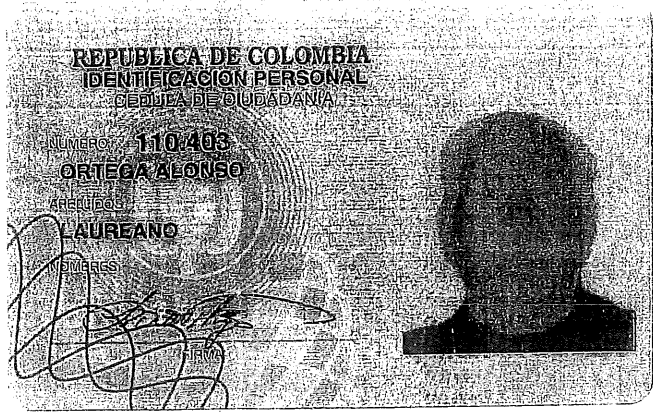 REPUBLICA DE COLOMBIA
IDENTIFICACION PERSONAL
CEDULA DE CIUDADANIA
NUMERO 110.403
ORTEGA ALONSO
APELLIDOS
LAUREANO
NOMBRES
FIRMA